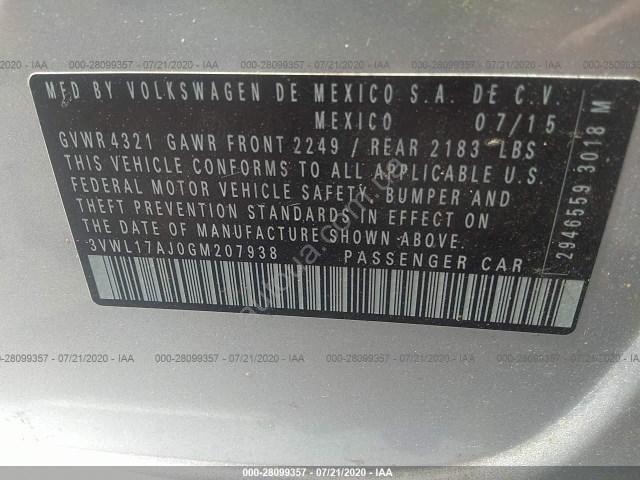 000-28099357 - 07/21/2020 - IAA
MFD BY VOLKSWAGEN DE MEXICO S.A. DE C.V.
MEXICO 07/15
GVWR 4321 GAWR FRONT 2249 / REAR 2183 LBS
THIS VEHICLE CONFORMS TO ALL APPLICABLE U.S.
FEDERAL MOTOR VEHICLE SAFETY, BUMPER AND
THEFT PREVENTION STANDARDS IN EFFECT ON
THE DATE OF MANUFACTURE SHOWN ABOVE.
3VWL17AJ0GM207938 PASSENGER CAR
2946559 3018 M
autoua.com.ua
000-28099357 - 07/21/2020 - IAA